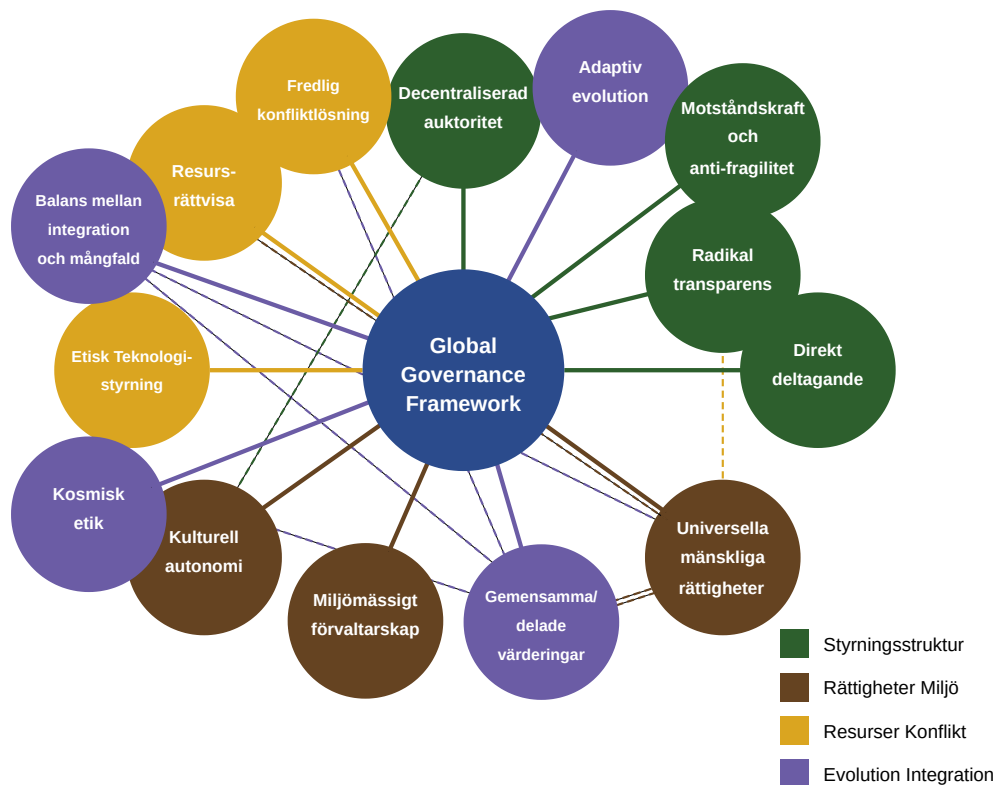 Fredlig
konfliktlösning
Decentraliserad
auktoritet
Adaptiv
evolution
Motståndskraft
och
anti-fragilitet
Resurs-
rättvisa
Balans mellan
integration
och mångfald
Radikal
transparens
Etisk Teknologi-
styrning
Global
Governance
Framework
Direkt
deltagande
Kosmisk
etik
Kulturell
autonomi
Miljömässigt
förvaltarskap
Gemensamma/
delade
värderingar
Universella
mänskliga
rättigheter
Styrningsstruktur
Rättigheter Miljö
Resurser Konflikt
Evolution Integration